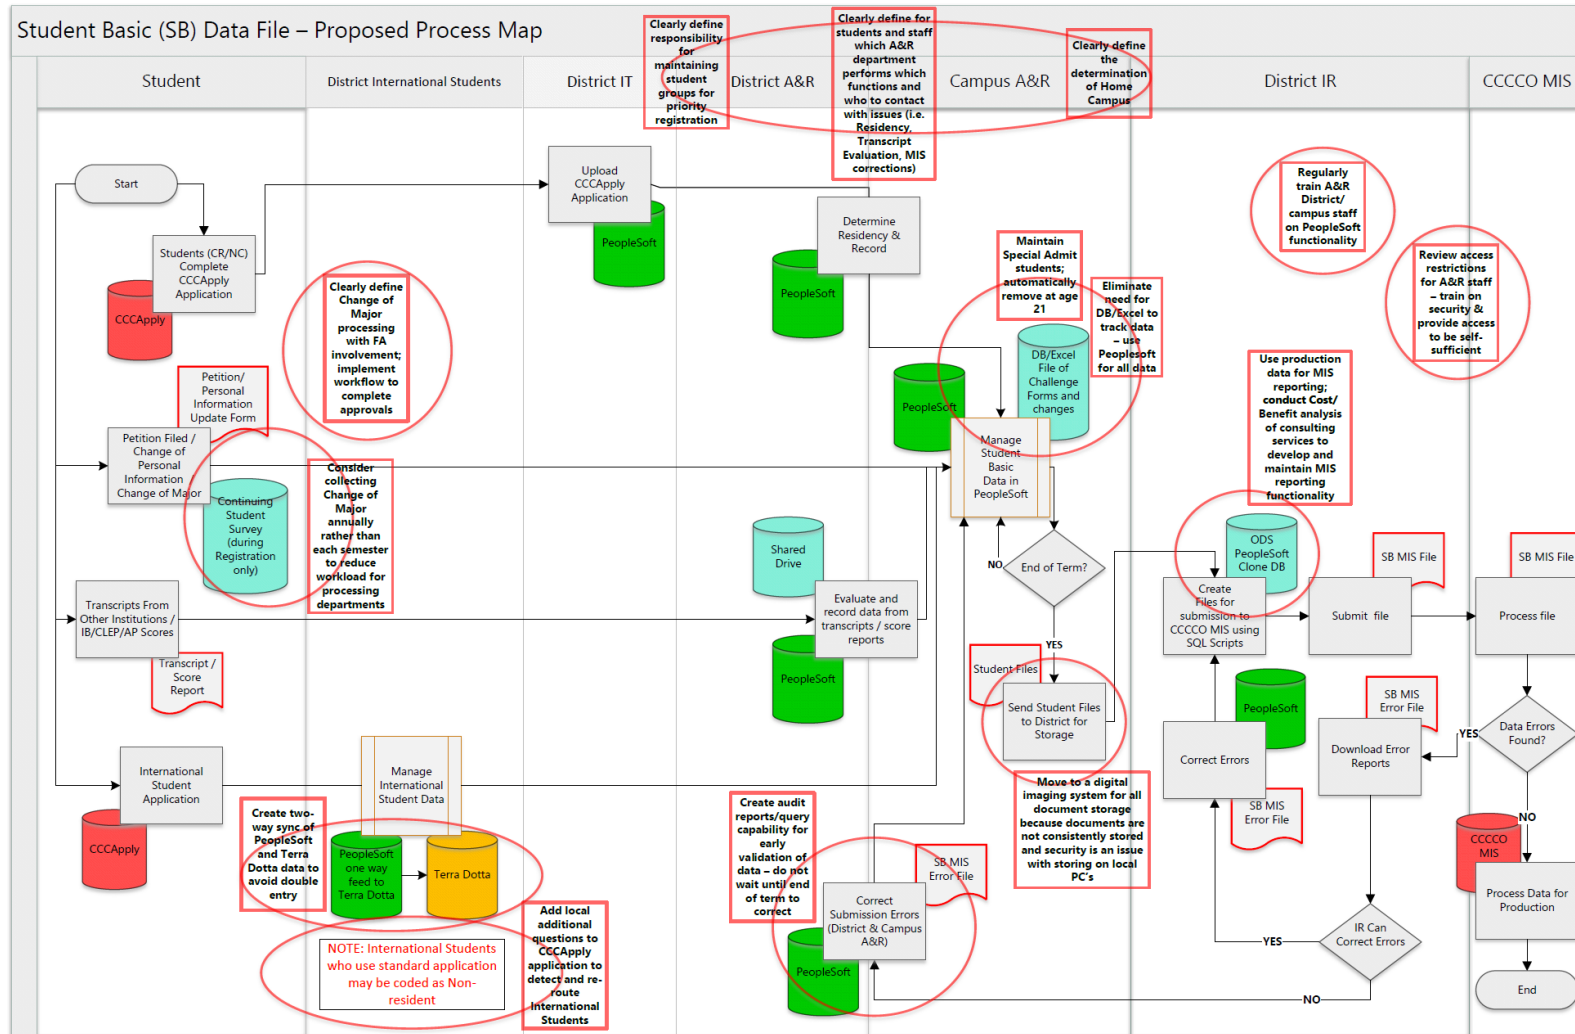 Student Basic (SB) Data File – Proposed Process Map
Student
District International Students
District IT
District A&R
Campus A&R
District IR
CCCCO MIS
Clearly define
responsibility
for
maintaining
student
groups for
priority
registration
Clearly define for
students and staff
which A&R
department
performs which
functions and
who to contact
with issues (i.e.
Residency,
Transcript
Evaluation, MIS
corrections)
Clearly define
the
determination
of Home
Campus
Start
Students (CR/NC)
Complete
CCCApply
Application
CCCApply
Upload
CCCApply
Application
PeopleSoft
Determine
Residency &
Record
PeopleSoft
Regularly
train A&R
District/
campus staff
on PeopleSoft
functionality
Review access
restrictions
for A&R staff
– train on
security &
provide access
to be self-
sufficient
Clearly define
Change of
Major
processing
with FA
involvement;
implement
workflow to
complete
approvals
Maintain
Special Admit
students;
automatically
remove at age
21
Eliminate
need for
DB/Excel to
track data
– use
Peoplesoft
for all data
DB/Excel
File of
Challenge
Forms and
changes
PeopleSoft
Use production
data for MIS
reporting;
conduct Cost/
Benefit analysis
of consulting
services to
develop and
maintain MIS
reporting
functionality
Petition/
Personal
Information
Update Form
Petition Filed /
Change of
Personal
Information
Change of Major
Continuing
Student
Survey
(during
Registration
only)
Consider
collecting
Change of
Major
annually
rather than
each semester
to reduce
workload for
processing
departments
Manage
Student
Basic
Data in
PeopleSoft
NO
End of Term?
YES
Shared
Drive
Evaluate and
record data from
transcripts / score
reports
PeopleSoft
ODS
PeopleSoft
Clone DB
Create
Files for
submission to
CCCCO MIS using
SQL Scripts
SB MIS File
Submit file
SB MIS File
Process file
Transcripts From
Other Institutions /
IB/CLEP/AP Scores
Transcript /
Score
Report
Student Files
Send Student Files
to District for
Storage
PeopleSoft
Correct Errors
SB MIS
Error File
SB MIS
Error File
Download Error
Reports
YES
Data Errors
Found?
NO
International
Student
Application
CCCApply
Manage
International
Student Data
Create two-
way sync of
PeopleSoft
and Terra
Dotta data to
avoid double
entry
PeopleSoft
one way
feed to
Terra Dotta
Terra Dotta
NOTE: International Students
who use standard application
may be coded as Non-
resident
Add local
additional
questions to
CCCApply
application to
detect and re-
route
International
Students
Create audit
reports/query
capability for
early
validation of
data – do not
wait until end
of term to
correct
SB MIS
Error File
Correct
Submission Errors
(District & Campus
A&R)
PeopleSoft
Move to a digital
imaging system for all
document storage
because documents are
not consistently stored
and security is an issue
with storing on local
PC's
CCCCO
MIS
Process Data for
Production
YES
IR Can
Correct Errors
NO
End